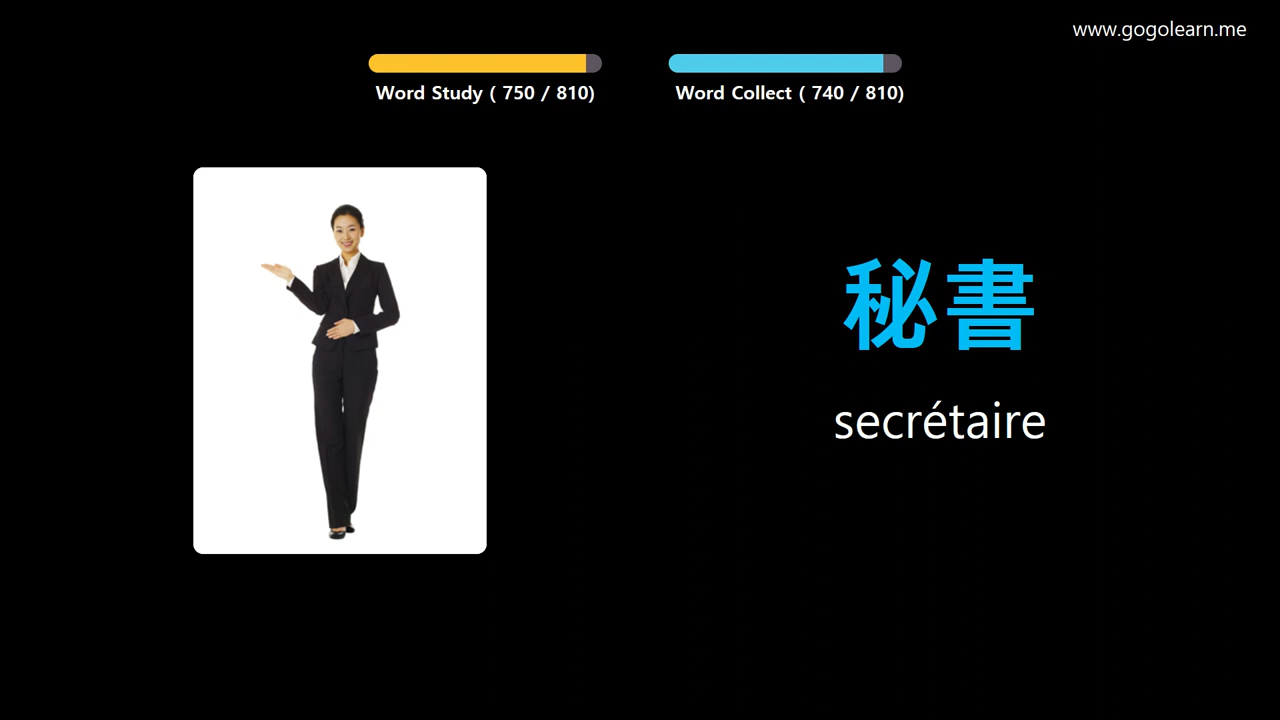 www.gogolearn.me
Word Study ( 750 / 810)
Word Collect ( 740 / 810)
秘書
secrétaire